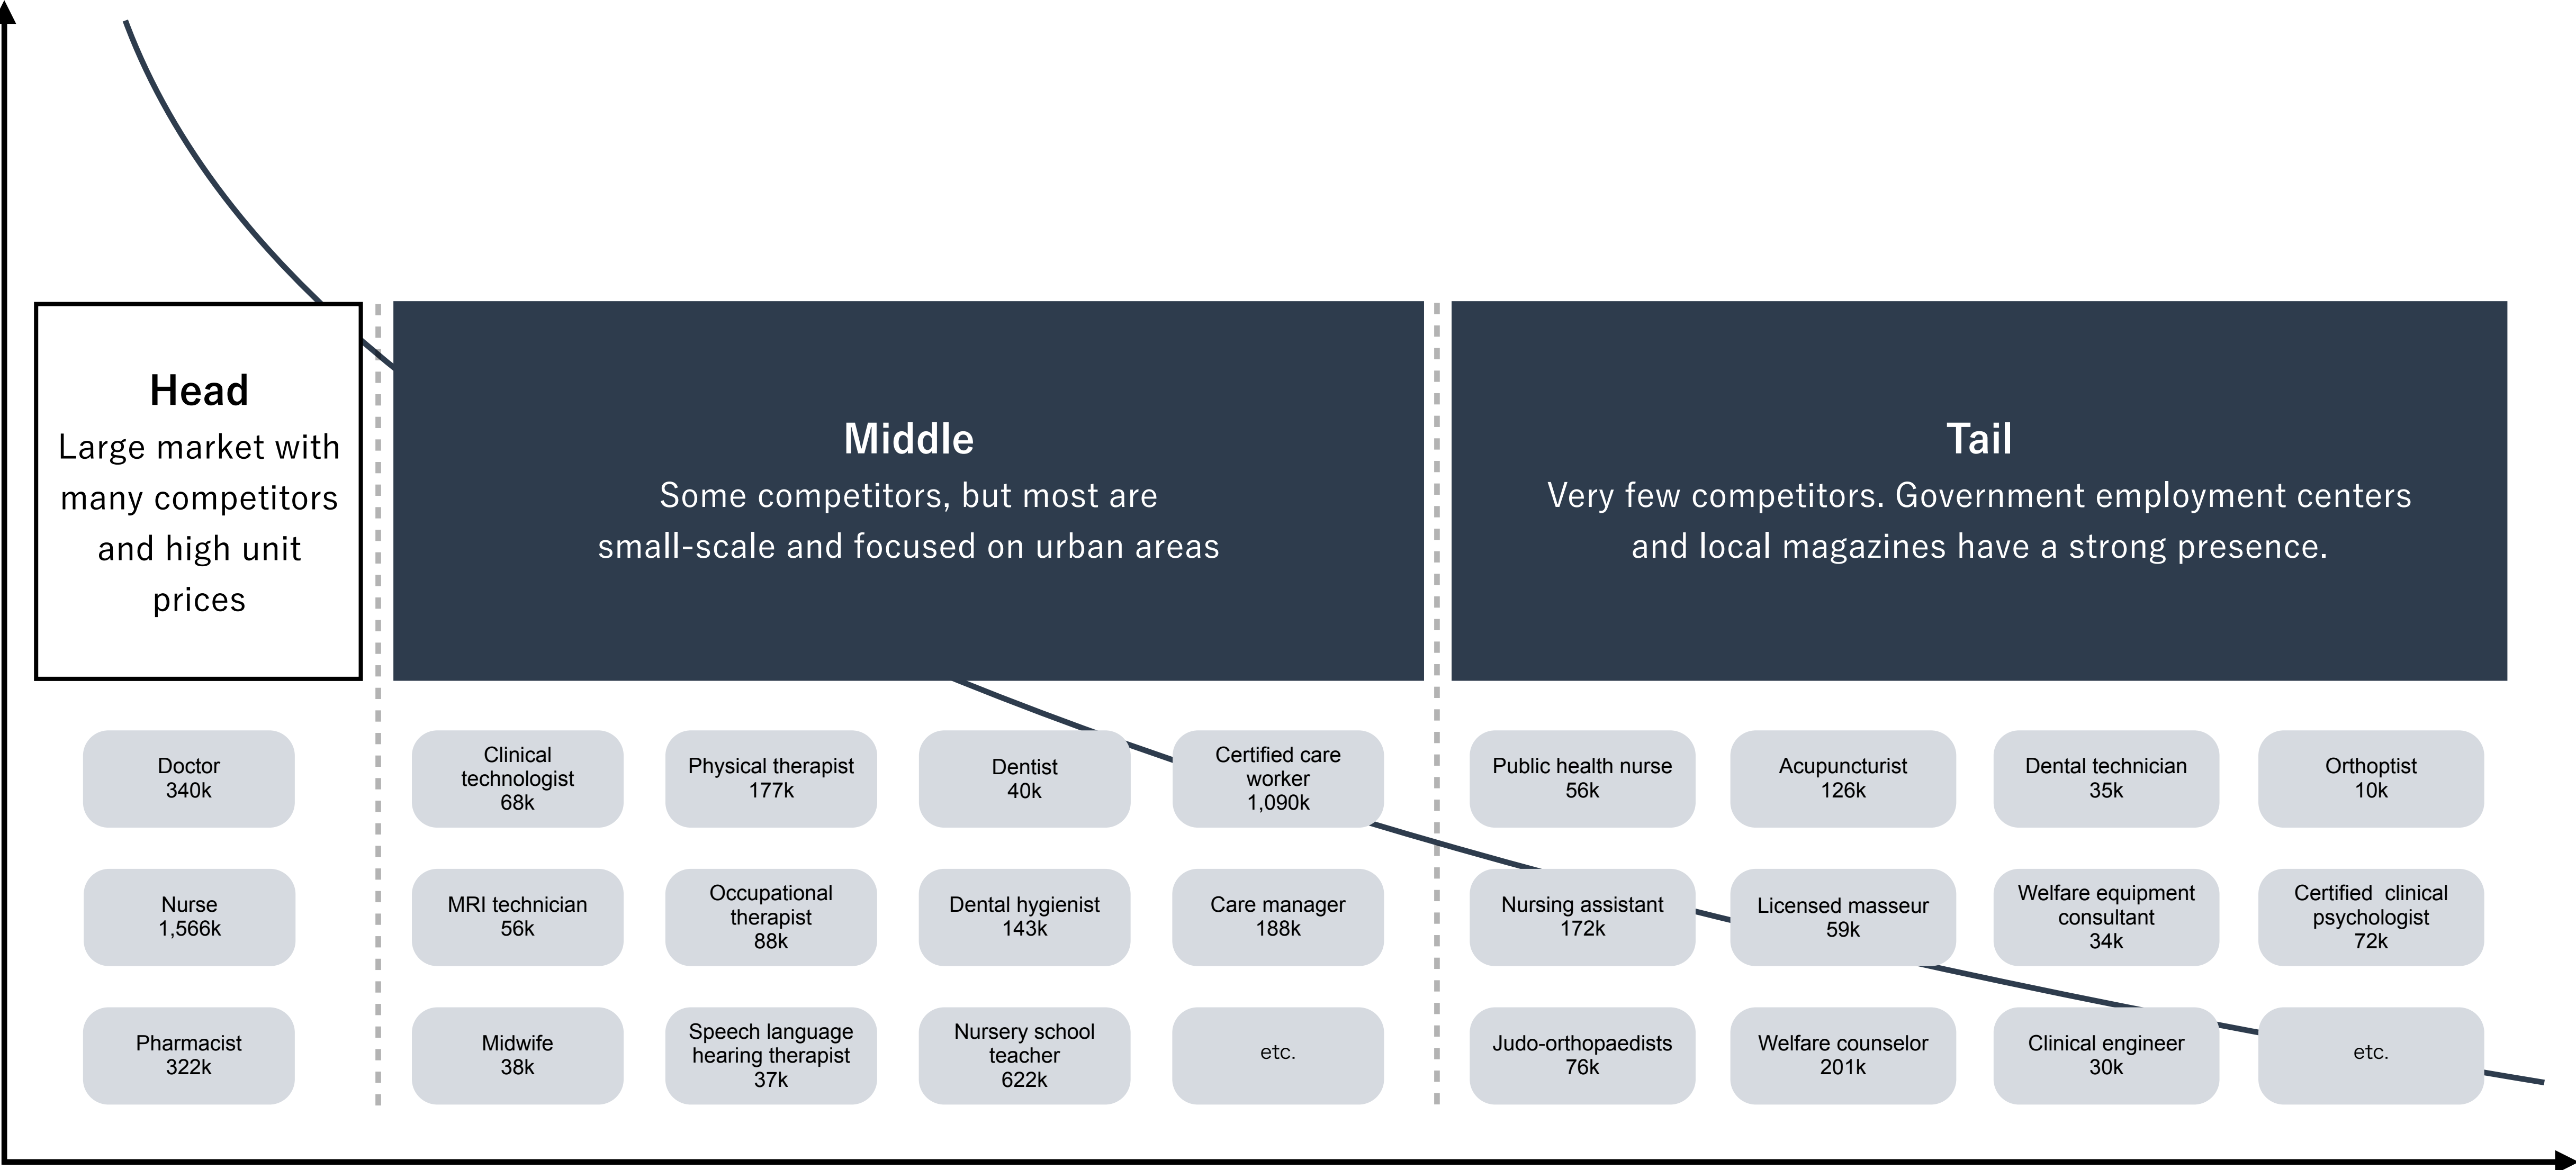 Head
Large market with
many competitors
and high unit
prices
Middle
Some competitors, but most are
small-scale and focused on urban areas
Tail
Very few competitors. Government employment centers
and local magazines have a strong presence.
Doctor
340k
Nurse
1,566k
Pharmacist
322k
Clinical
technologist
68k
Physical therapist
177k
Dentist
40k
Certified care
worker
1,090k
MRI technician
56k
Occupational
therapist
88k
Dental hygienist
143k
Care manager
188k
Midwife
38k
Speech language
hearing therapist
37k
Nursery school
teacher
622k
etc.
Public health nurse
56k
Acupuncturist
126k
Dental technician
35k
Orthoptist
10k
Nursing assistant
172k
Licensed masseur
59k
Welfare equipment
consultant
34k
Certified  clinical
psychologist
72k
Judo-orthopaedists
76k
Welfare counselor
201k
Clinical engineer
30k
etc.